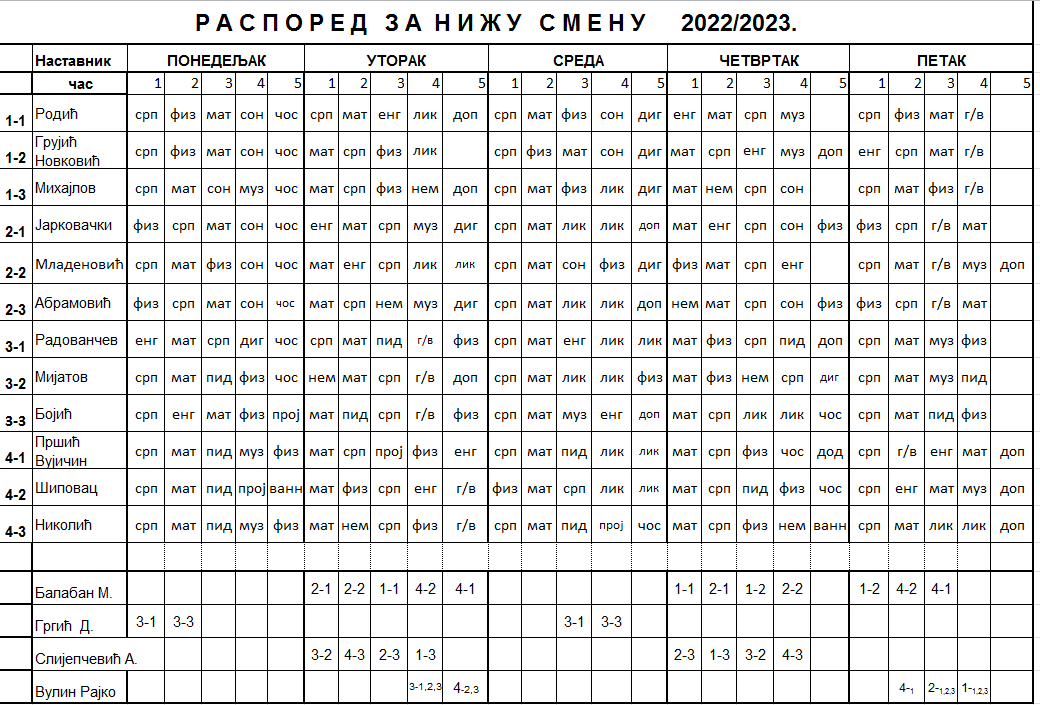 РАСПОРЕД ЗА НИЖУ СМЕНУ 2022/2023.
Наставник ПОНЕДЕЉАК УТОРАК СРЕДА ЧЕТВРТАК ПЕТАК
час 1 2 3 4 5 1 2 3 4 5 1 2 3 4 5 1 2 3 4 5 1 2 3 4 5
1-1 Родић срп физ мат сон чос срп мат енг лик доп срп мат физ сон диг енг мат срп муз срп физ мат г/в
1-2 Грујић Новковић срп физ мат сон чос мат срп физ лик срп физ мат сон диг мат срп енг муз доп енг срп мат г/в
1-3 Михајлов срп мат сон муз чос мат срп физ нем доп срп мат физ лик диг мат нем срп сон срп мат физ г/в
2-1 Јарковачки физ срп мат сон чос енг мат срп муз диг срп мат лик лик доп мат енг срп сон физ физ срп г/в мат
2-2 Младеновић срп мат физ сон чос мат енг срп лик лик срп мат сон физ диг физ мат срп енг срп мат г/в муз доп
2-3 Абрамовић физ срп мат сон чос мат срп нем муз диг срп мат лик лик доп нем мат срп сон физ физ срп г/в мат
3-1 Радованчев енг мат срп диг чос срп мат пид г/в физ срп мат енг лик лик мат физ срп пид доп срп мат муз физ
3-2 Мијатов срп мат пид физ чос нем мат срп г/в доп срп мат лик лик физ мат физ нем срп диг срп мат муз пид
3-3 Бојић срп енг мат физ прој мат пид срп г/в физ срп мат муз енг доп мат срп лик лик чос срп мат пид физ
4-1 Пршић Вујичин срп мат пид муз физ мат срп прој физ енг срп мат пид лик лик мат срп физ чос дод срп г/в енг мат доп
4-2 Шиповац срп мат пид прој ванн мат физ срп енг г/в физ мат срп лик лик мат срп пид физ чос срп енг мат муз доп
4-3 Николић срп мат пид муз физ мат нем срп физ г/в срп мат пид прој чос мат срп физ нем ванн срп мат лик лик доп
Балабан М. 2-1 2-2 1-1 4-2 4-1 1-1 2-1 1-2 2-2 1-2 4-2 4-1
Гргић Д. 3-1 3-3 3-1 3-3
Слијепчевић А. 3-2 4-3 2-3 1-3 2-3 1-3 3-2 4-3
Вулин Рајко 3-1,2,3 4-2,3 4-1 2-1,2,3 1-1,2,3